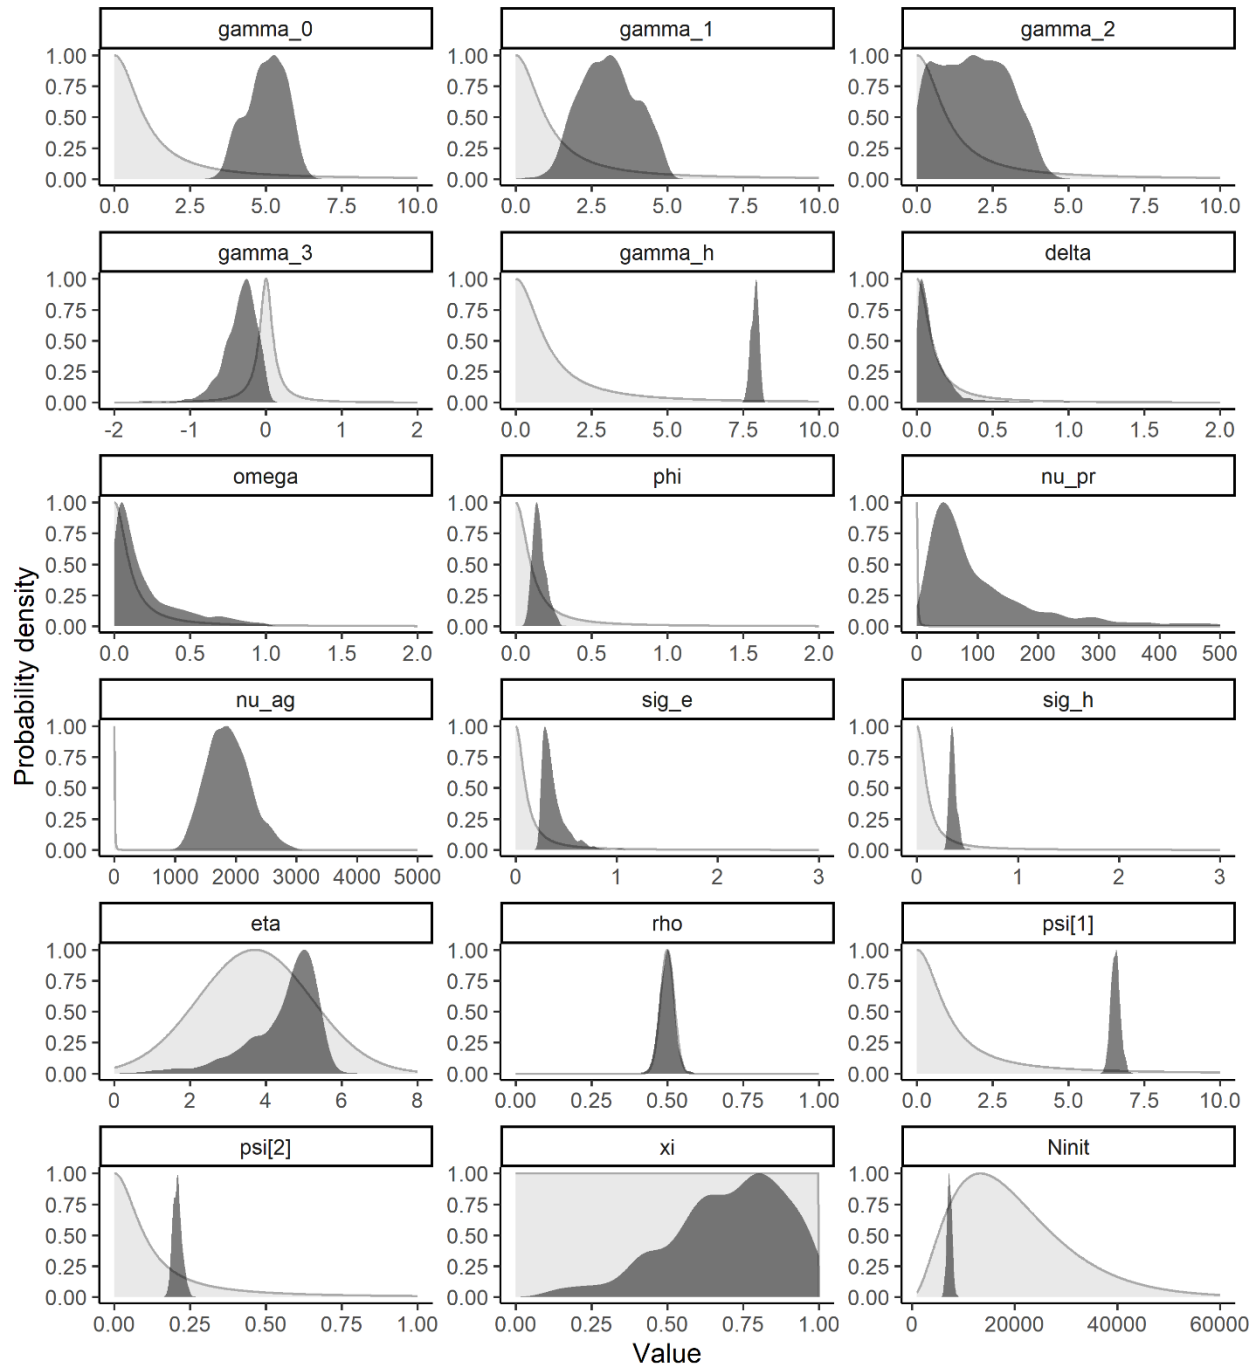 gamma_0 gamma_1 gamma_2
1.00 1.00 1.00
0.75 0.75 0.75
0.50 0.50 0.50
0.25 0.25 0.25
0.00 0.00 0.00
0.0 2.5 5.0 7.5 10.0 0.0 2.5 5.0 7.5 10.0 0.0 2.5 5.0 7.5 10.0
gamma_3 gamma_h delta
1.00 1.00 1.00
0.75 0.75 0.75
0.50 0.50 0.50
0.25 0.25 0.25
0.00 0.00 0.00
-2 -1 0 1 2 0.0 2.5 5.0 7.5 10.0 0.0 0.5 1.0 1.5 2.0
omega phi nu_pr
1.00 1.00 1.00
0.75 0.75 0.75
0.50 0.50 0.50
0.25 0.25 0.25
0.00 0.00 0.00
0.0 0.5 1.0 1.5 2.0 0.0 0.5 1.0 1.5 2.0 0 100 200 300 400 500
Probability density
nu_ag sig_e sig_h
1.00 1.00 1.00
0.75 0.75 0.75
0.50 0.50 0.50
0.25 0.25 0.25
0.00 0.00 0.00
0 1000 2000 3000 4000 5000 0 1 2 3 0 1 2 3
eta rho psi[1]
1.00 1.00 1.00
0.75 0.75 0.75
0.50 0.50 0.50
0.25 0.25 0.25
0.00 0.00 0.00
0 2 4 6 8 0.00 0.25 0.50 0.75 1.00 0.0 2.5 5.0 7.5 10.0
psi[2] xi Ninit
1.00 1.00 1.00
0.75 0.75 0.75
0.50 0.50 0.50
0.25 0.25 0.25
0.00 0.00 0.00
0.00 0.25 0.50 0.75 1.00 0.00 0.25 0.50 0.75 1.00 0 20000 40000 60000
Value